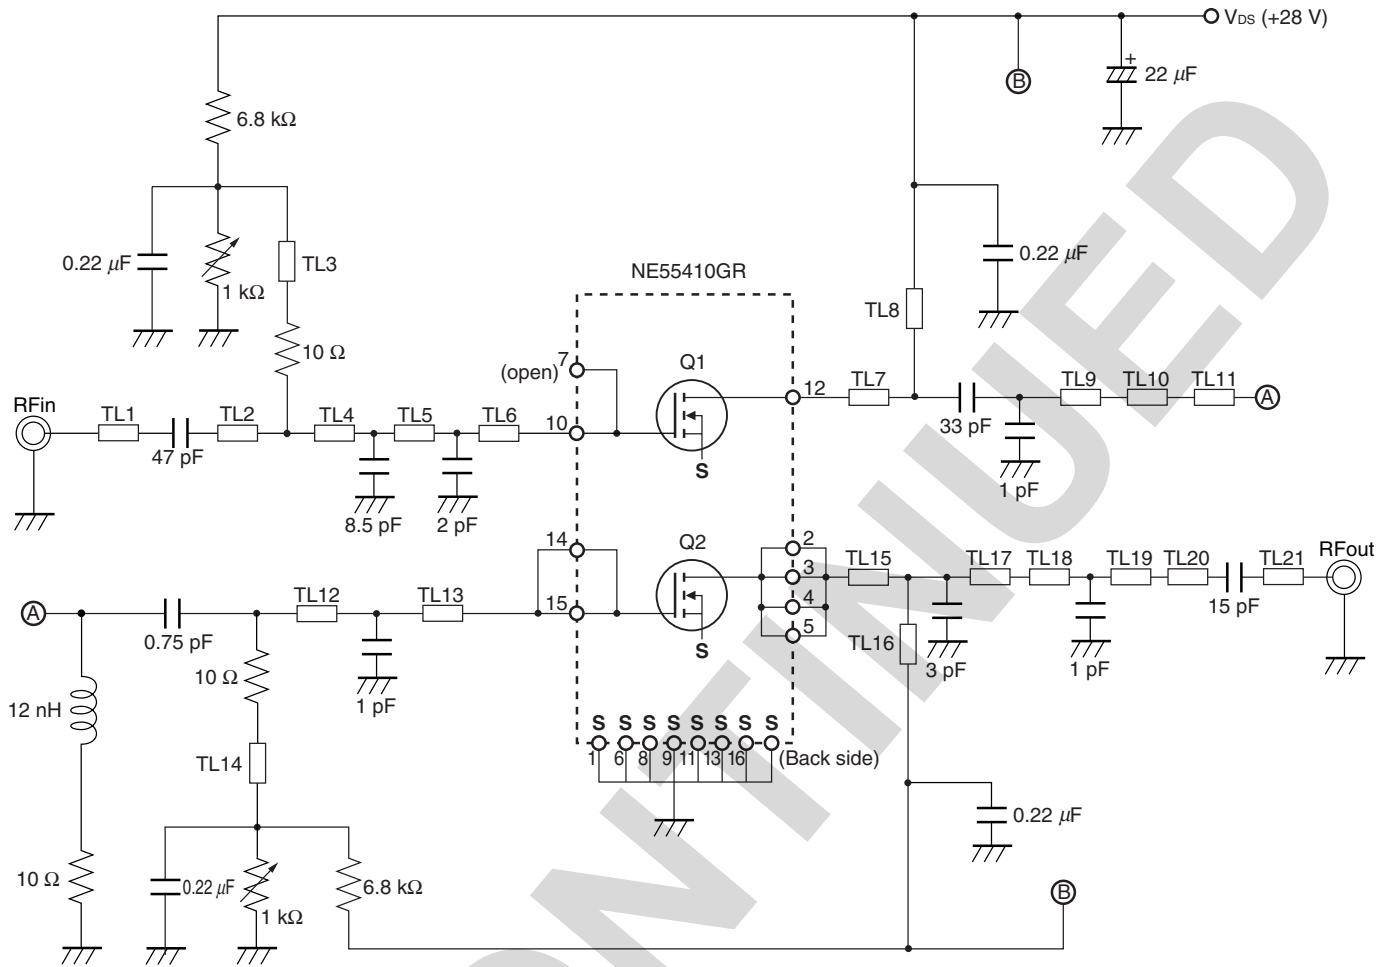 VDS (+28 V)
B
+
22 μF
6.8 kΩ
0.22 μF
1 kΩ
TL3
10 Ω
NE55410GR
0.22 μF
TL8
7
(open)
Q1
12
TL7
TL9
TL10
TL11
A
33 pF
1 pF
RFin
TL1
47 pF
TL2
TL4
TL5
TL6
10
8.5 pF
2 pF
S
14
Q2
2
3
4
5
TL15
TL17
TL18
TL19
TL20
TL21
RFout
15 pF
A
0.75 pF
TL12
TL13
15
S
TL16
3 pF
1 pF
10 Ω
1 pF
12 nH
TL14
S S S S S S S
1 6 8 9 11 13 16 (Back side)
0.22 μF
10 Ω
0.22 μF
1 kΩ
6.8 kΩ
B
ONTINUED